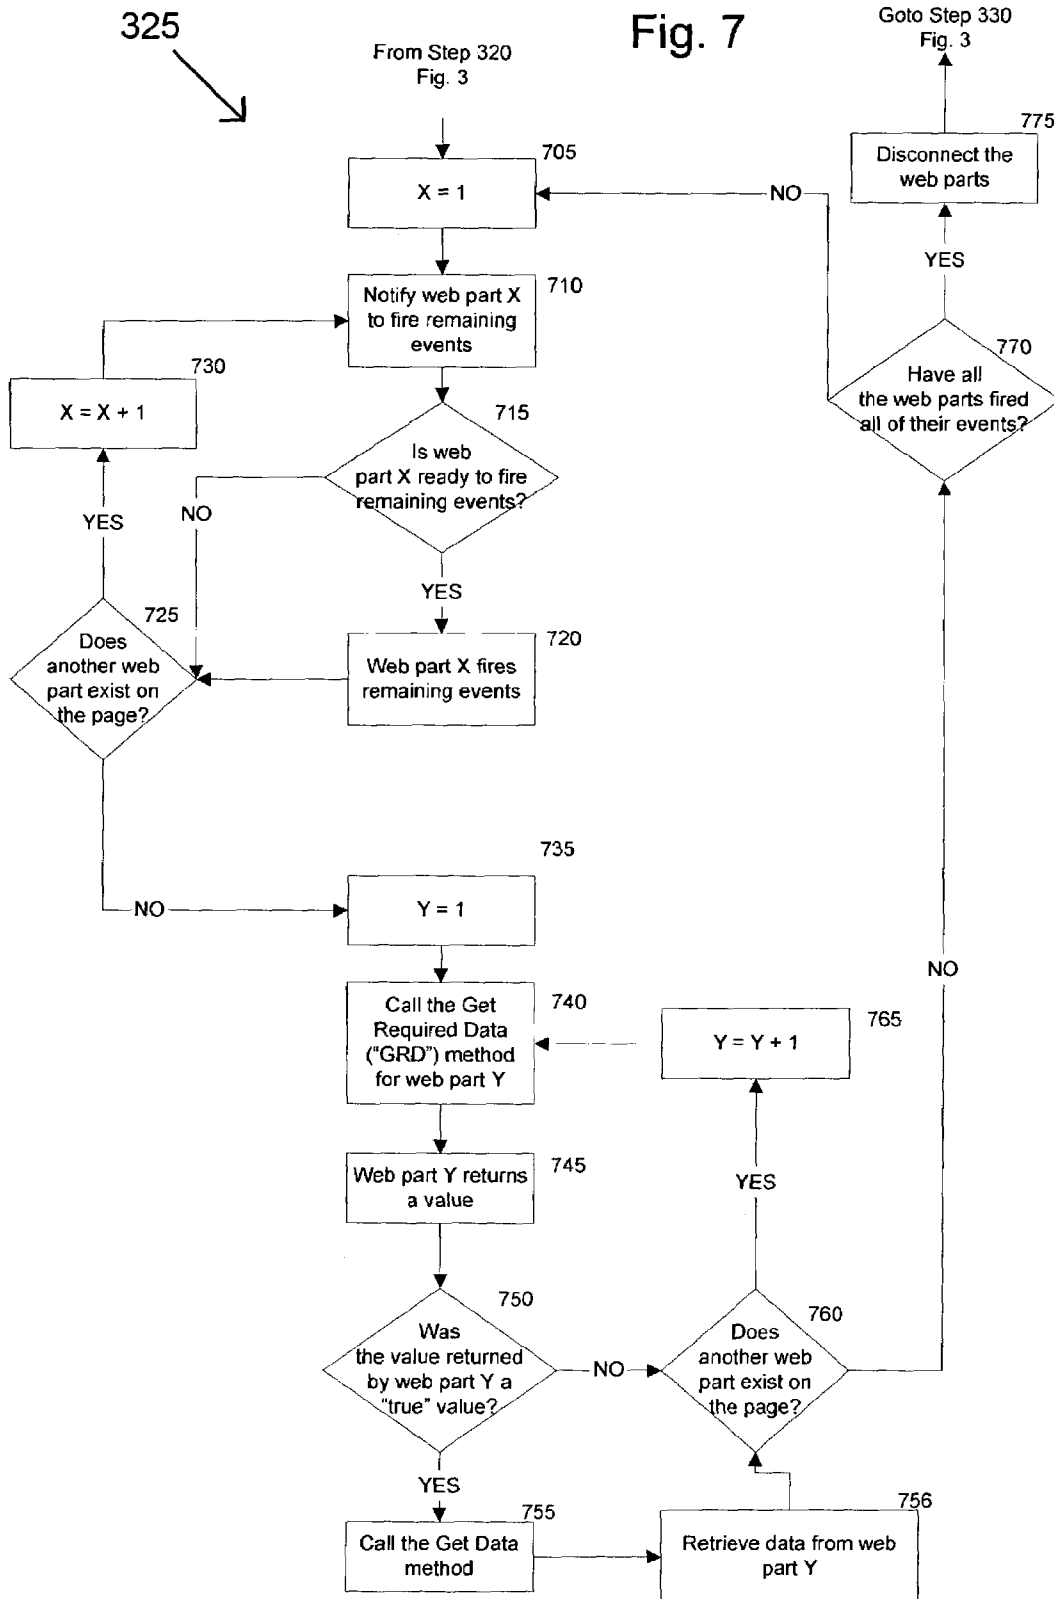 325
Fig. 7
From Step 320
Fig. 3
Goto Step 330
Fig. 3
705
X = 1
NO
775
Disconnect the
web parts
YES
710
Notify web part X
to fire remaining
events
730
X = X + 1
715
Is web
part X ready to fire
remaining events?
770
Have all
the web parts fired
all of their events?
NO
YES
YES
725
Does
another web
part exist on
the page?
720
Web part X fires
remaining events
735
Y = 1
NO
NO
740
Call the Get
Required Data
("GRD") method
for web part Y
765
Y = Y + 1
745
Web part Y returns
a value
YES
750
Was
the value returned
by web part Y a
"true" value?
NO
760
Does
another web
part exist on
the page?
YES
755
Call the Get Data
method
756
Retrieve data from web
part Y